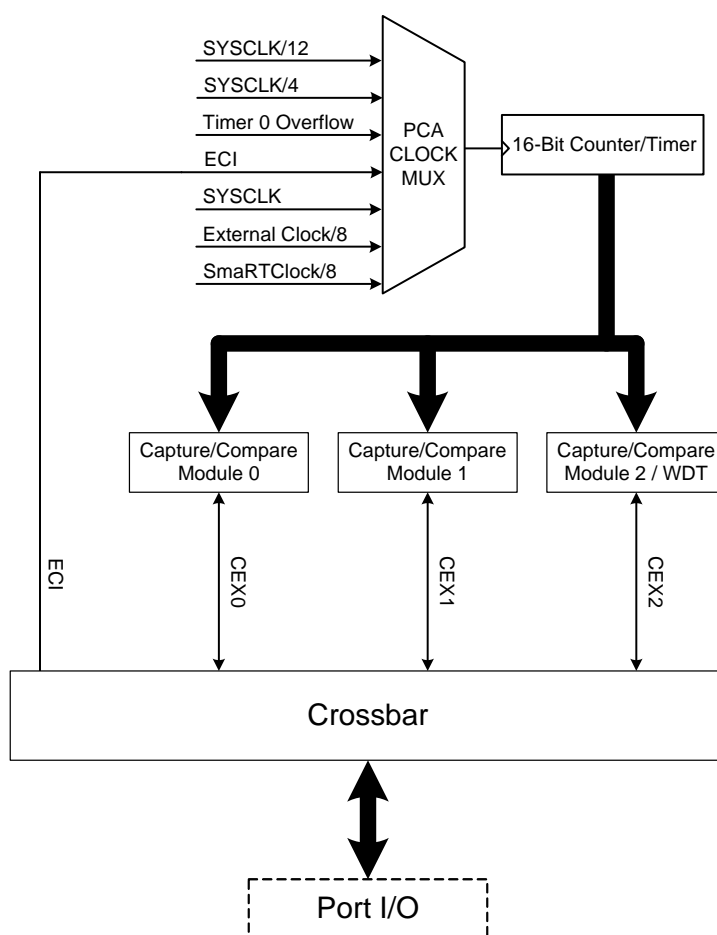 SYSCLK/12
SYSCLK/4
Timer 0 Overflow
ECI
SYSCLK
External Clock/8
SmaRTClock/8
PCA
CLOCK
MUX
16-Bit Counter/Timer
Capture/Compare
Module 0
Capture/Compare
Module 1
Capture/Compare
Module 2 / WDT
ECI
CEX0
CEX1
CEX2
Crossbar
Port I/O